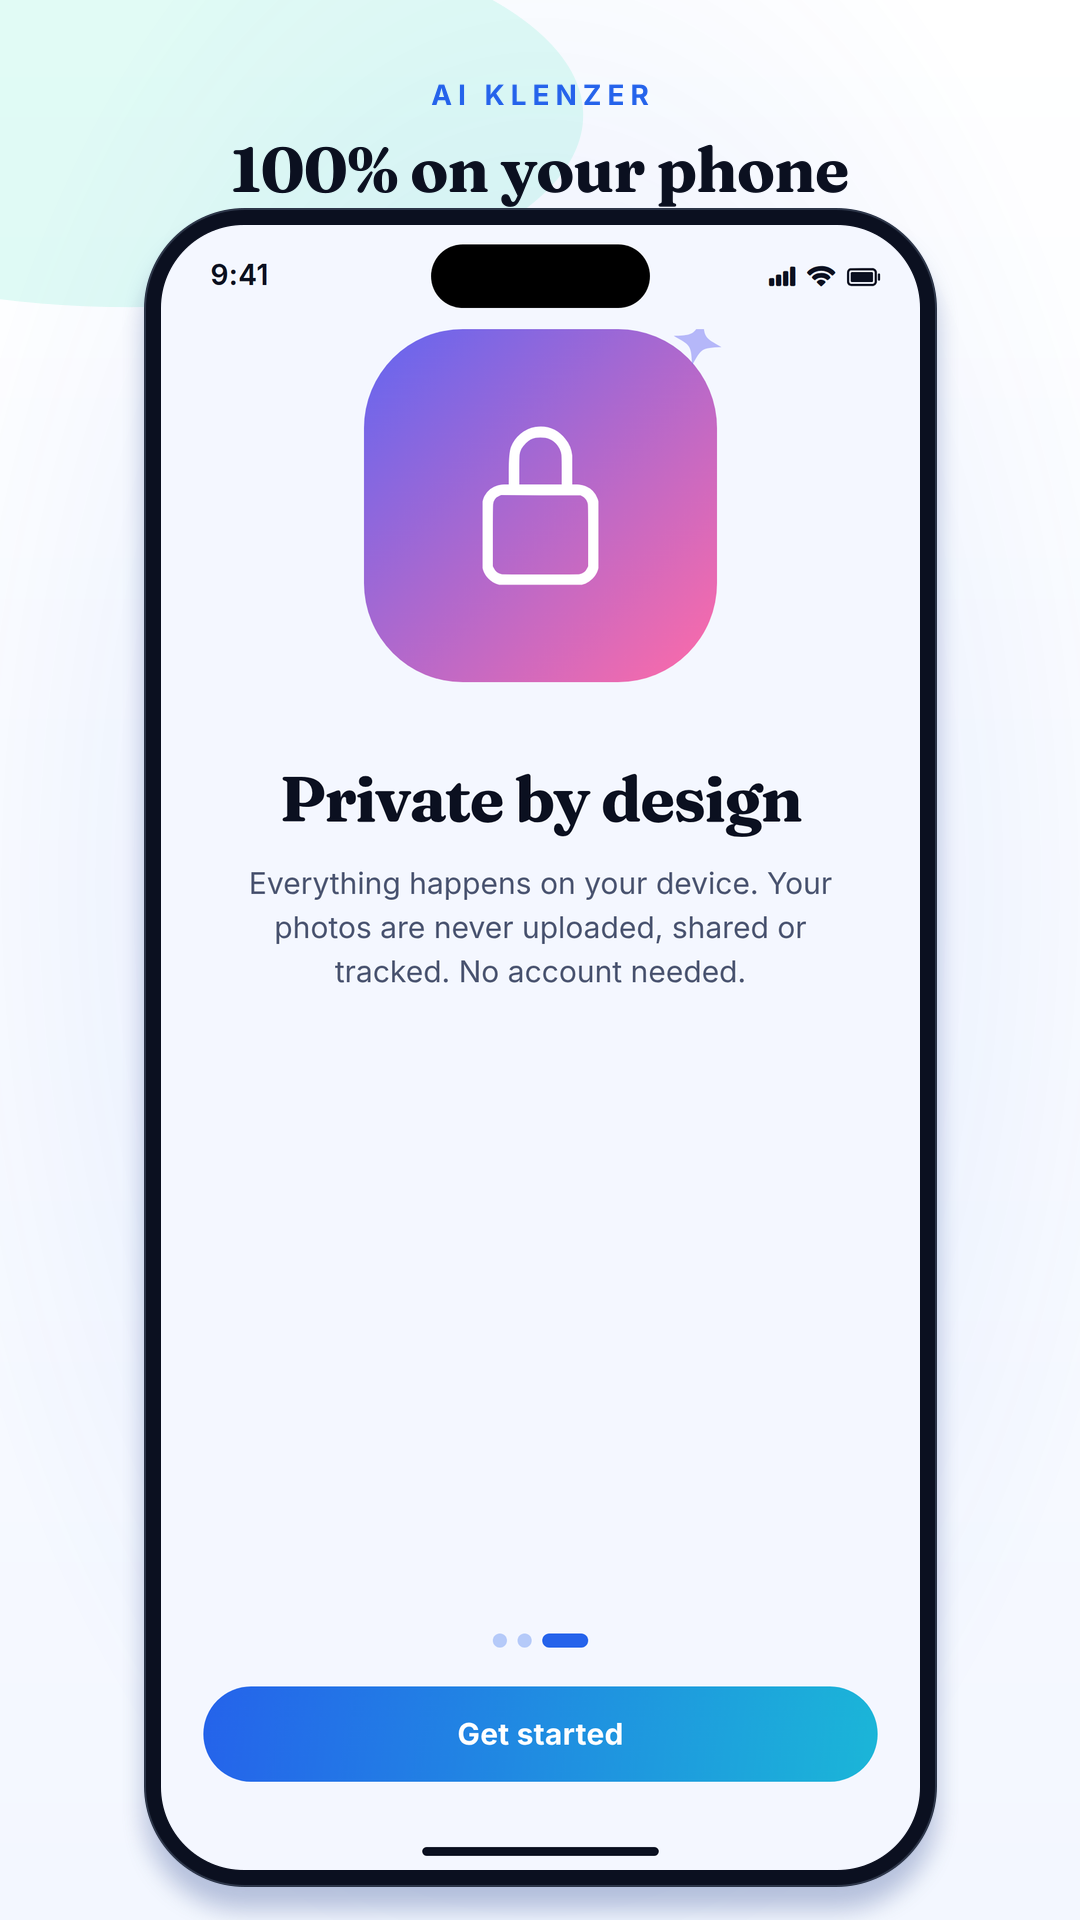 AI KLENZER
100% on your phone
9:41
Private by design
Everything happens on your device. Your
photos are never uploaded, shared or
tracked. No account needed.
Get started